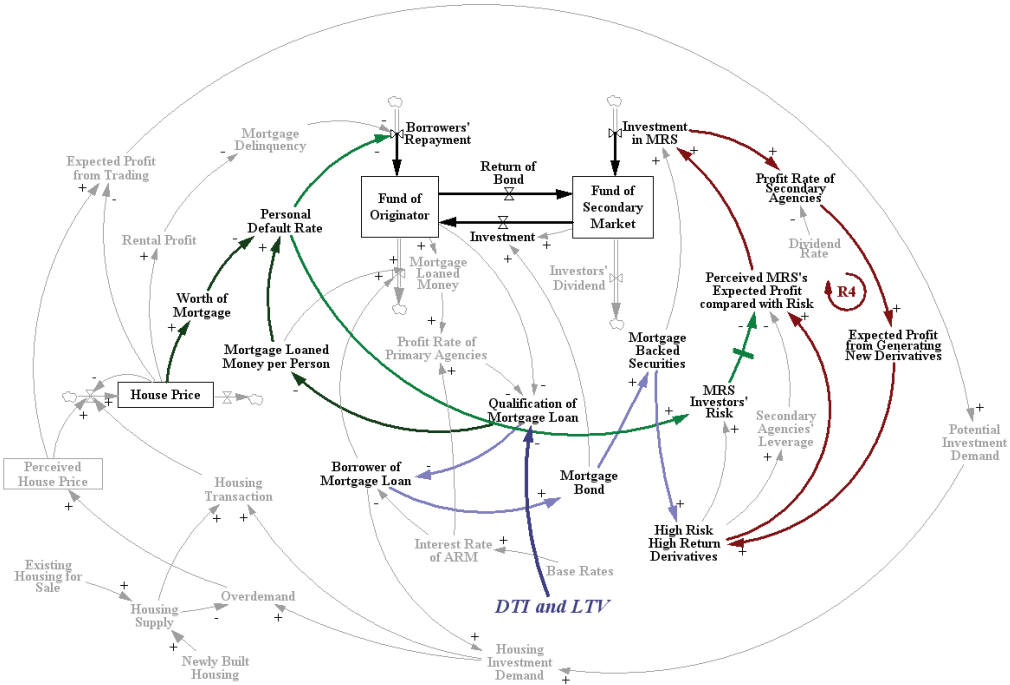 Borrowers'
Repayment
Investment
in MRS
Mortgage
Delinquency
Expected Profit
from Trading
Return of
Bond
Profit Rate of
Secondary
Agencies
Fund of
Originator
Fund of
Secondary
Market
Personal
Default Rate
Rental Profit
Investment
Dividend
Rate
Mortgage
Loaned
Money
Investors'
Dividend
Perceived MRS's
Expected Profit
compared with Risk
R4
Worth of
Mortgage
Expected Profit
from Generating
New Derivatives
Mortgage Loaned
Money per Person
Profit Rate of
Primary Agencies
Mortgage
Backed
Securities
House Price
MRS
Investors'
Risk
Qualification of
Mortgage Loan
Secondary
Agencies'
Leverage
Potential
Investment
Demand
Perceived
House Price
Borrower of
Mortgage Loan
Mortgage
Bond
Housing
Transaction
High Risk
High Return
Derivatives
Interest Rate
of ARM
Base Rates
Existing
Housing for
Sale
Overdemand
Housing
Supply
DTI and LTV
Newly Built
Housing
Housing
Investment
Demand